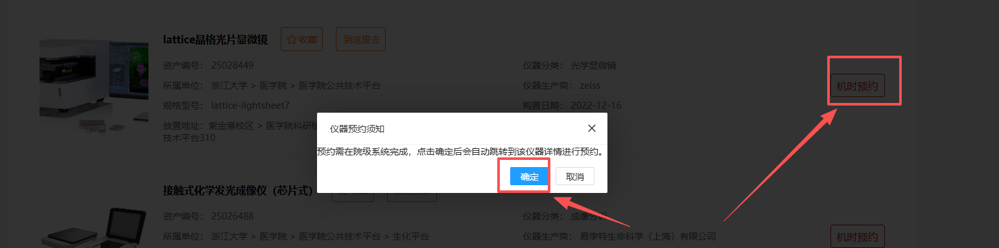 lattice晶格光片显微镜 收藏 到这里去
资产编号： 25028449 仪器分类： 光学显微镜
所属单位： 浙江大学 > 医学院 > 医学院公共技术平台 仪器生产商： zeiss
机时预约
规格型号： lattice-lightsheet7 购置日期： 2022-12-16
放置地址： 紫金港校区 > 医学院科研楼
技术平台310
仪器预约须知
预约需在院级系统完成，点击确定后会自动跳转到该仪器详情进行预约。
确定 取消
接触式化学发光成像仪（芯片式）
资产编号： 25026488 仪器分类： 成像分析
所属单位： 浙江大学 > 医学院 > 医学院公共技术平台 > 生化平台 仪器生产商： 易孛特生命科学（上海）有限公司
机时预约